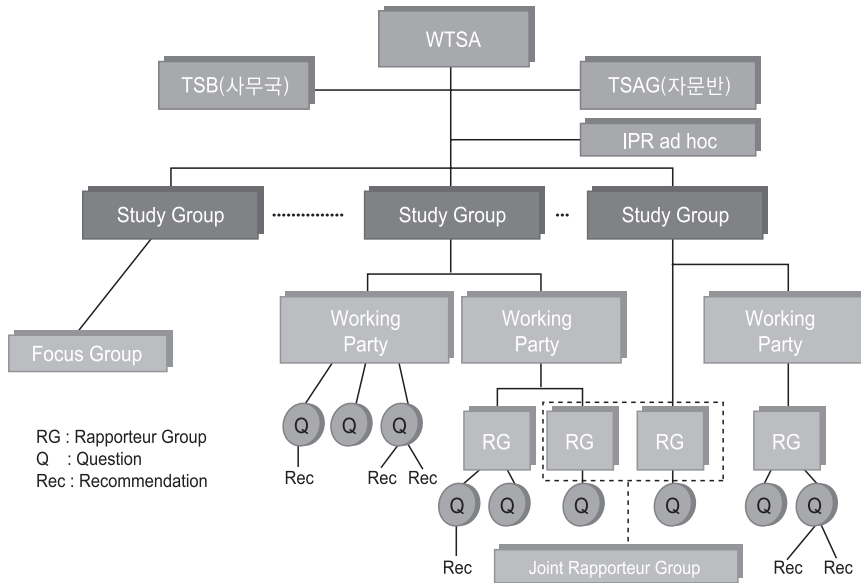 WTSA
TSB(사무국)
TSAG(자문반)
IPR ad hoc
Study Group
Study Group
Study Group
Working
Party
Working
Party
Working
Party
Focus Group
Q
Q
Q
RG
RG
RG
RG
RG : Rapporteur Group
Q : Question
Rec : Recommendation
Rec
Rec
Rec
Q
Q
Q
Q
Q
Q
Rec
Joint Rapporteur Group
Rec
Rec